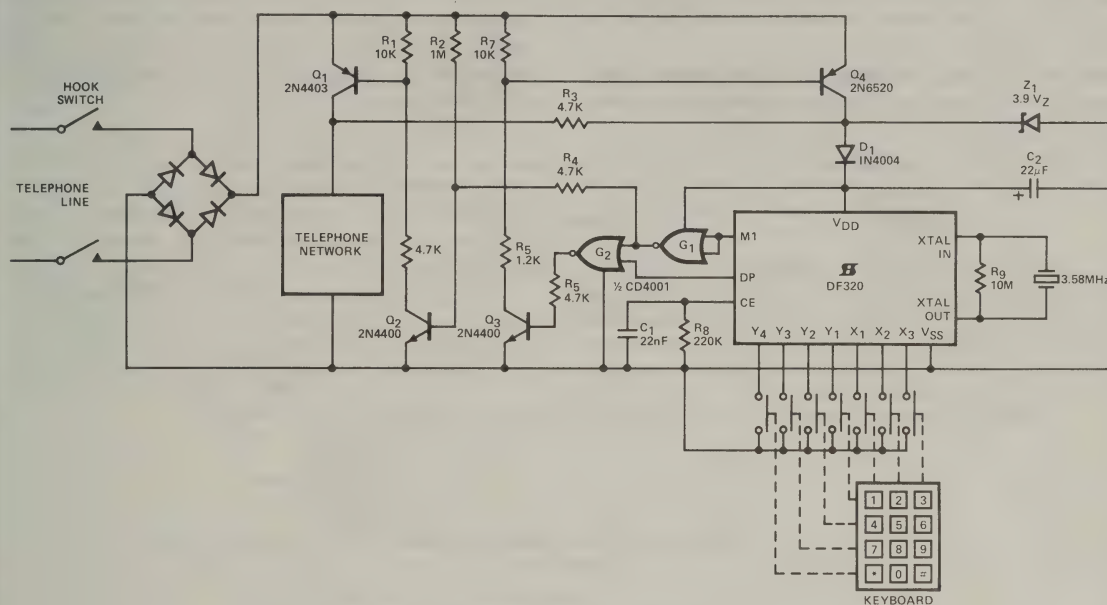 R1
10K
R2
1M
R7
10K
Q1
2N4403
Q4
2N6520
HOOK
SWITCH
R3
4.7K
Z1
3.9 VZ
D1
IN4004
R4
4.7K
C2
22µF
+
TELEPHONE
LINE
TELEPHONE
NETWORK
4.7K
R5
1.2K
G2
G1
½ CD4001
R5
4.7K
VDD
M1
DP
CE
DF320
XTAL
IN
XTAL
OUT
R9
10M
3.58MHz
Q2
2N4400
Q3
2N4400
C1
22nF
R8
220K
Y4 Y3 Y2 Y1 X1 X2 X3 VSS
1 2 3
4 5 6
7 8 9
* 0 #
KEYBOARD